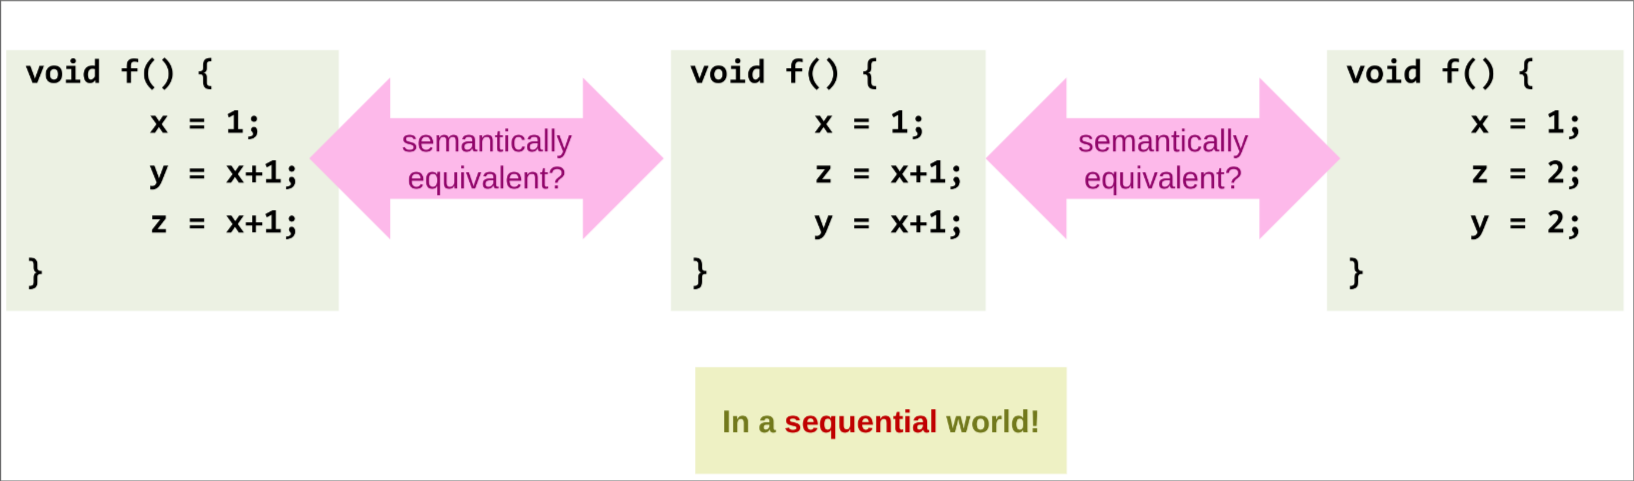 void f() {
x = 1;
y = x+1;
z = x+1;
}
semantically
equivalent?
void f() {
x = 1;
z = x+1;
y = x+1;
}
semantically
equivalent?
void f() {
x = 1;
z = 2;
y = 2;
}
In a sequential world!